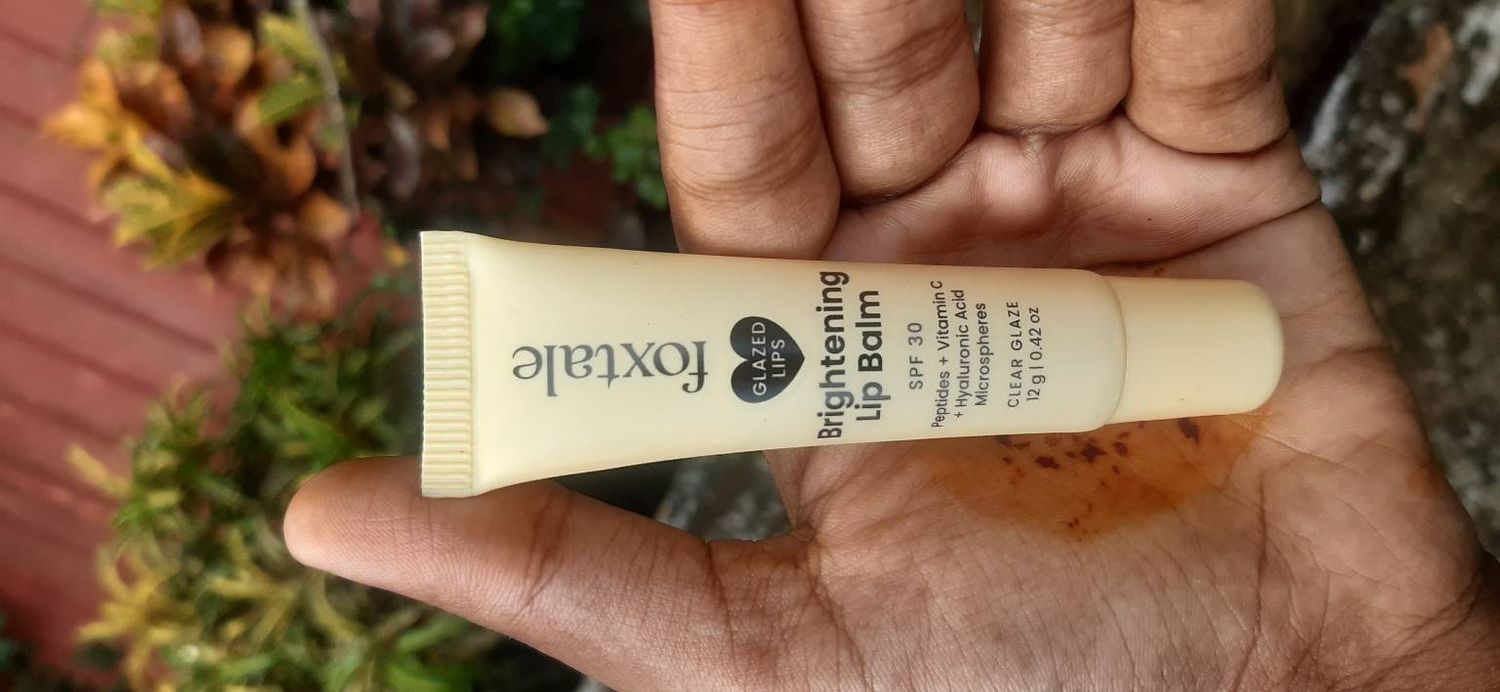 foxtale
GLAZED
LIPS
Brightening
Lip Balm
SPF 30
Peptides + Vitamin C
+ Hyaluronic Acid
Microspheres
CLEAR GLAZE
12 g | 0.42 oz